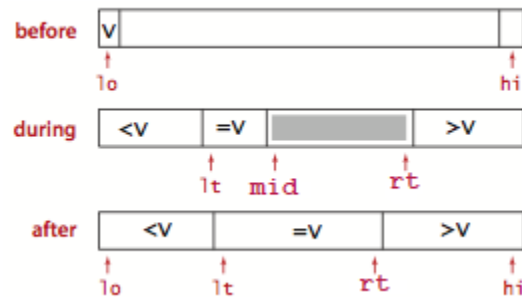 before V
lo hi
during <V =V >V
lt mid rt
after <V =V >V
lo lt rt hi